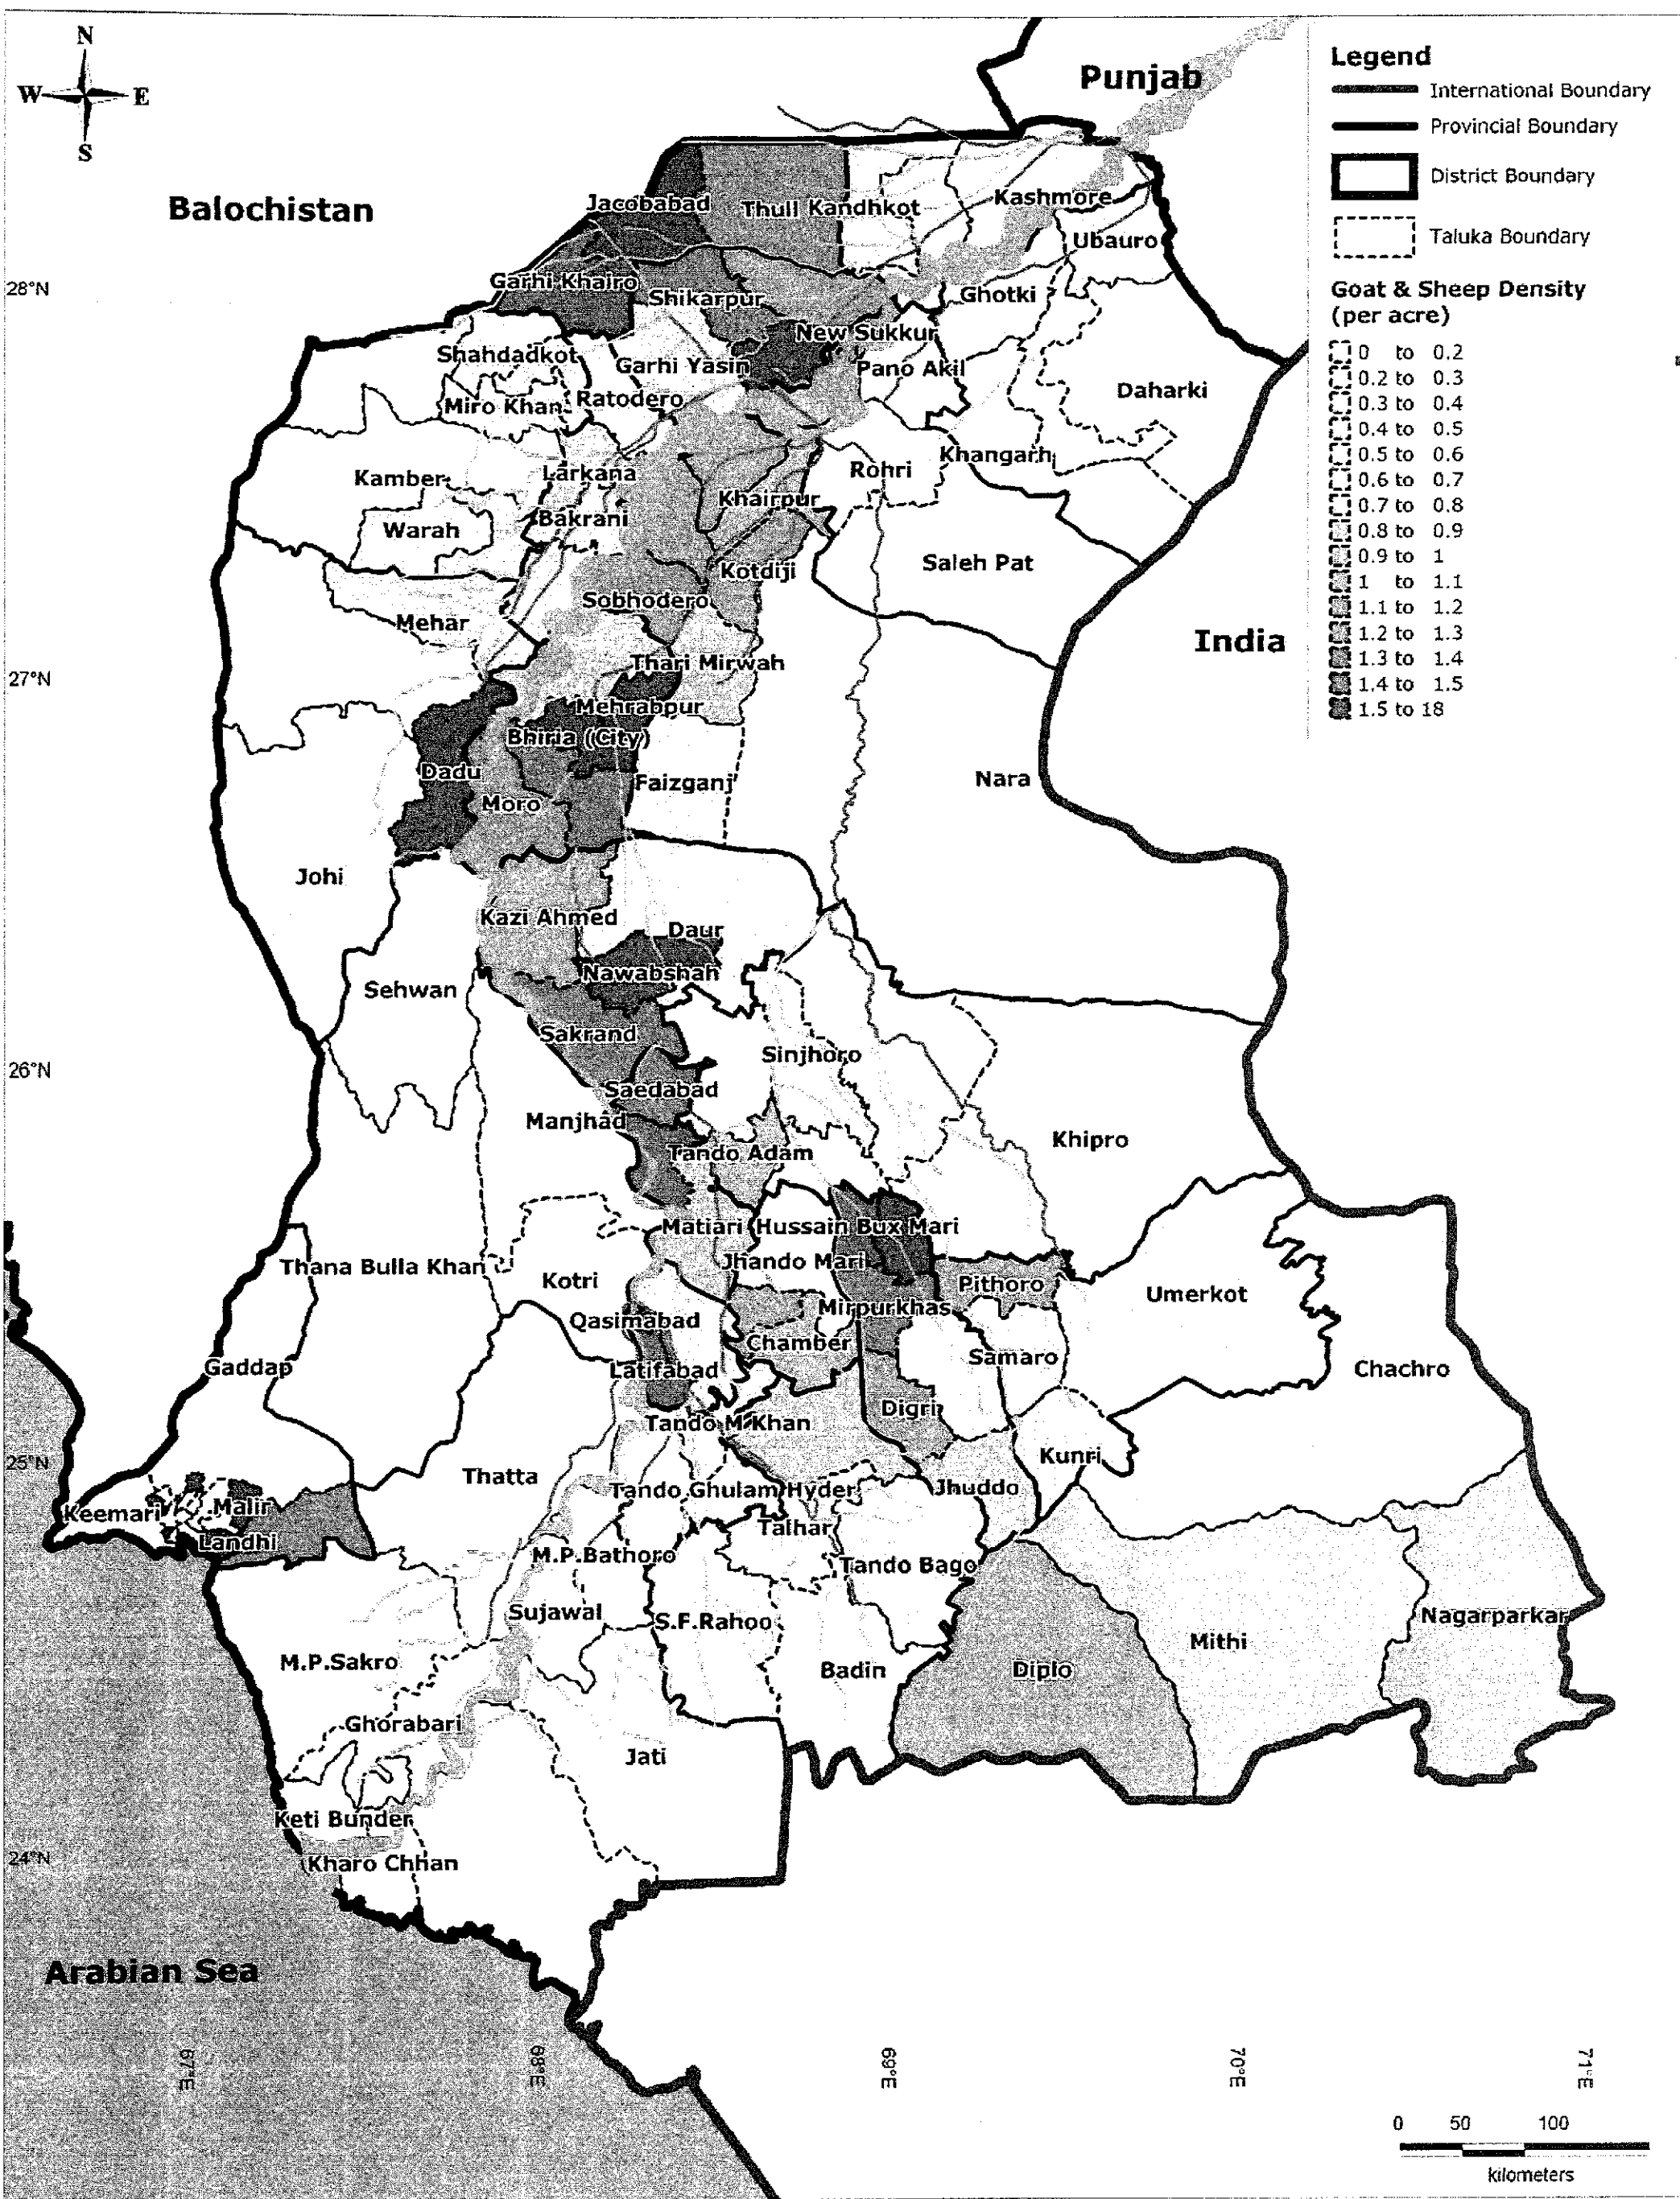 N
W E
S
Punjab
Balochistan
Legend
International Boundary
Provincial Boundary
District Boundary
Taluka Boundary
Goat & Sheep Density
(per acre)
0 to 0.2
0.2 to 0.3
0.3 to 0.4
0.4 to 0.5
0.5 to 0.6
0.6 to 0.7
0.7 to 0.8
0.8 to 0.9
0.9 to 1
1 to 1.1
1.1 to 1.2
1.2 to 1.3
1.3 to 1.4
1.4 to 1.5
1.5 to 18
Jacobabad
Thull
Kandhkot
Kashmore
Ubauro
28°N
Garhi Khairo
Shikarpur
Ghotki
New Sukkur
Shahdadkot
Garhi Yasin
Pano Akil
Daharki
Miro Khan
Ratodero
Kamber
Larkana
Rohri
Khangarh
Khairpur
Warah
Bakrani
Saleh Pat
Kotdiji
Sobhodero
Mehar
India
27°N
Thari Mirwah
Mehrabpur
Bhiria (City)
Dadu
Faizganj
Nara
Moro
Johi
Kazi Ahmed
Daur
Nawabshah
Sehwan
Sakrand
26°N
Sinjhoro
Saedabad
Manjhad
Khipro
Tando Adam
Matiari
Hussain Bux Mari
Thana Bulla Khan
Jhando Mari
Kotri
Pithoro
Umerkot
Qasimabad
Mirpurkhas
Chamber
Samaro
Gaddap
Latifabad
Chachro
Digri
Tando M Khan
25°N
Kunri
Thatta
Tando Ghulam Hyder
Jhuddo
Keemari
Malir
Landhi
Talhar
M.P.Bathoro
Tando Bago
Sujawal
S.F.Rahoo
Nagarparkar
Mithi
M.P.Sakro
Badin
Diplo
Ghorabari
Jati
Keti Bunder
24°N
Kharo Chhan
Arabian Sea
67°E
68°E
69°E
70°E
71°E
0 50 100
kilometers